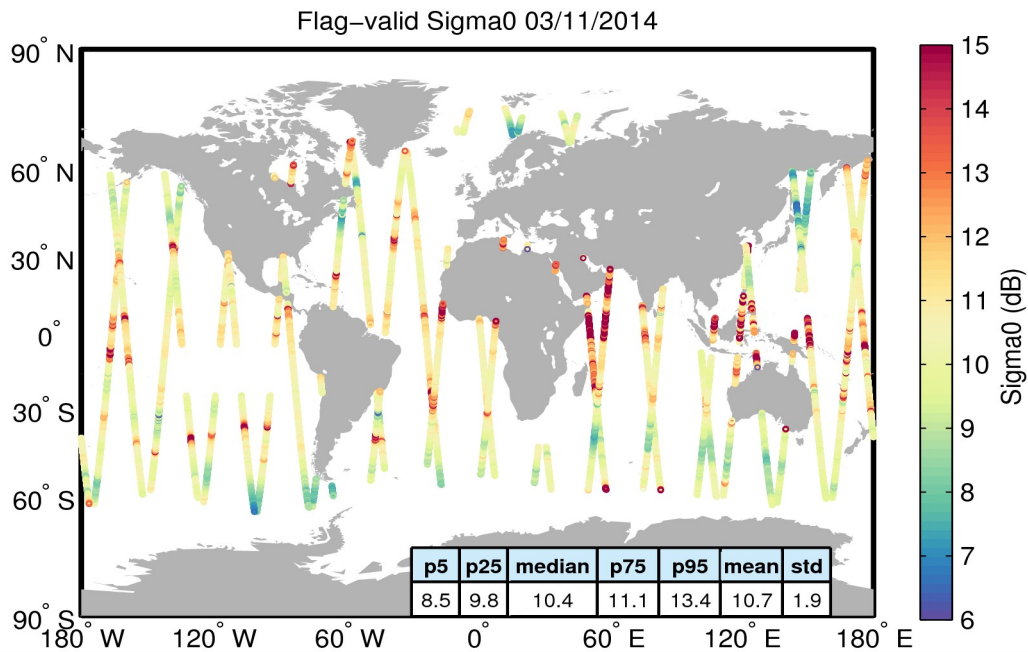 Flag-valid Sigma0 03/11/2014
90° N
60° N
30° N
0°
30° S
60° S
90° S
180° W 120° W 60° W 0° 60° E 120° E 180° E
p5 p25 median p75 p95 mean std
8.5 9.8 10.4 11.1 13.4 10.7 1.9
15
14
13
12
11
10
9
8
7
6
Sigma0 (dB)